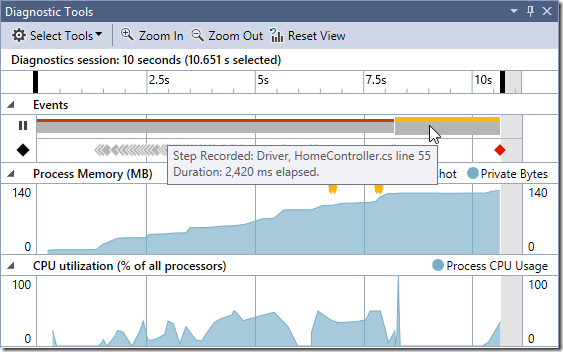 Diagnostic Tools
Select Tools Zoom In Zoom Out Reset View
Diagnostics session: 10 seconds (10.651 s selected)
2.5s 5s 7.5s 10s
Events
Step Recorded: Driver, HomeController.cs line 55
Duration: 2,420 ms elapsed.
Process Memory (MB) shot Private Bytes
140 140
0 0
CPU utilization (% of all processors) Process CPU Usage
100 100
0 0